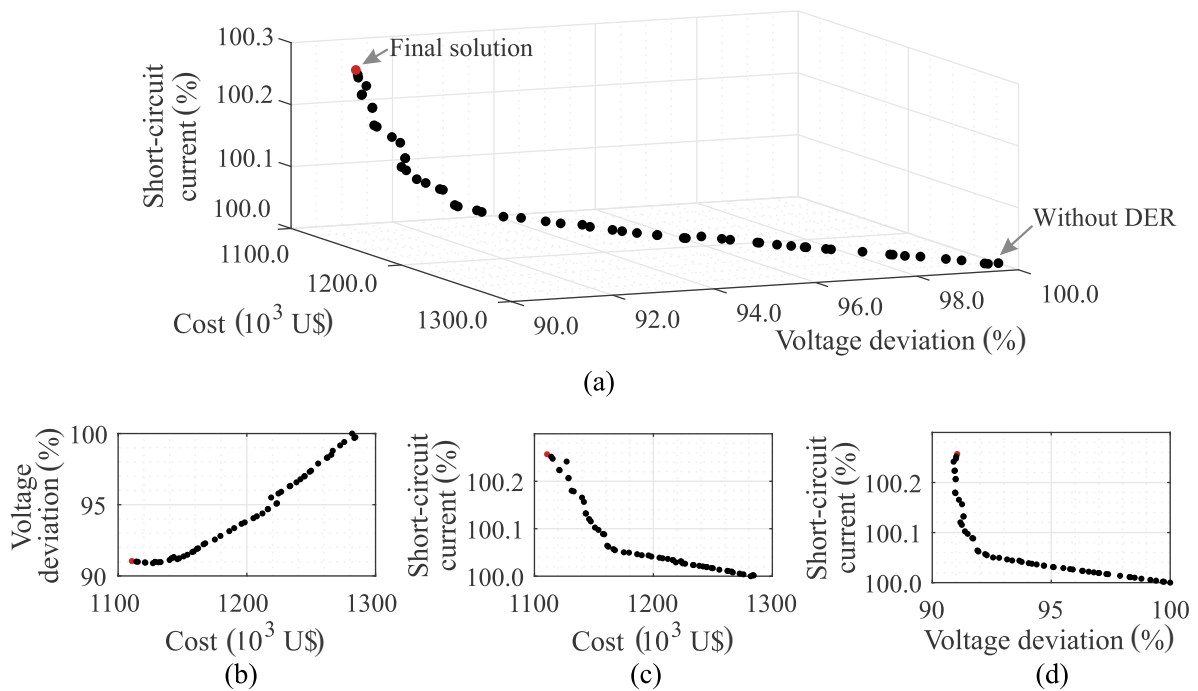 100.3
Final solution
Short-circuit
current (%)
100.2
100.1
100.0
Without DER
1100.0
1200.0
1300.0
Cost (10³ U$)
90.0
92.0
94.0
96.0
98.0
100.0
Voltage deviation (%)
(a)
Voltage
deviation (%)
100
95
90
1100
1200
1300
Cost (10³ U$)
(b)
Short-circuit
current (%)
100.2
100.1
100.0
1100
1200
1300
Cost (10³ U$)
(c)
Short-circuit
current (%)
100.2
100.1
100.0
90
95
100
Voltage deviation (%)
(d)